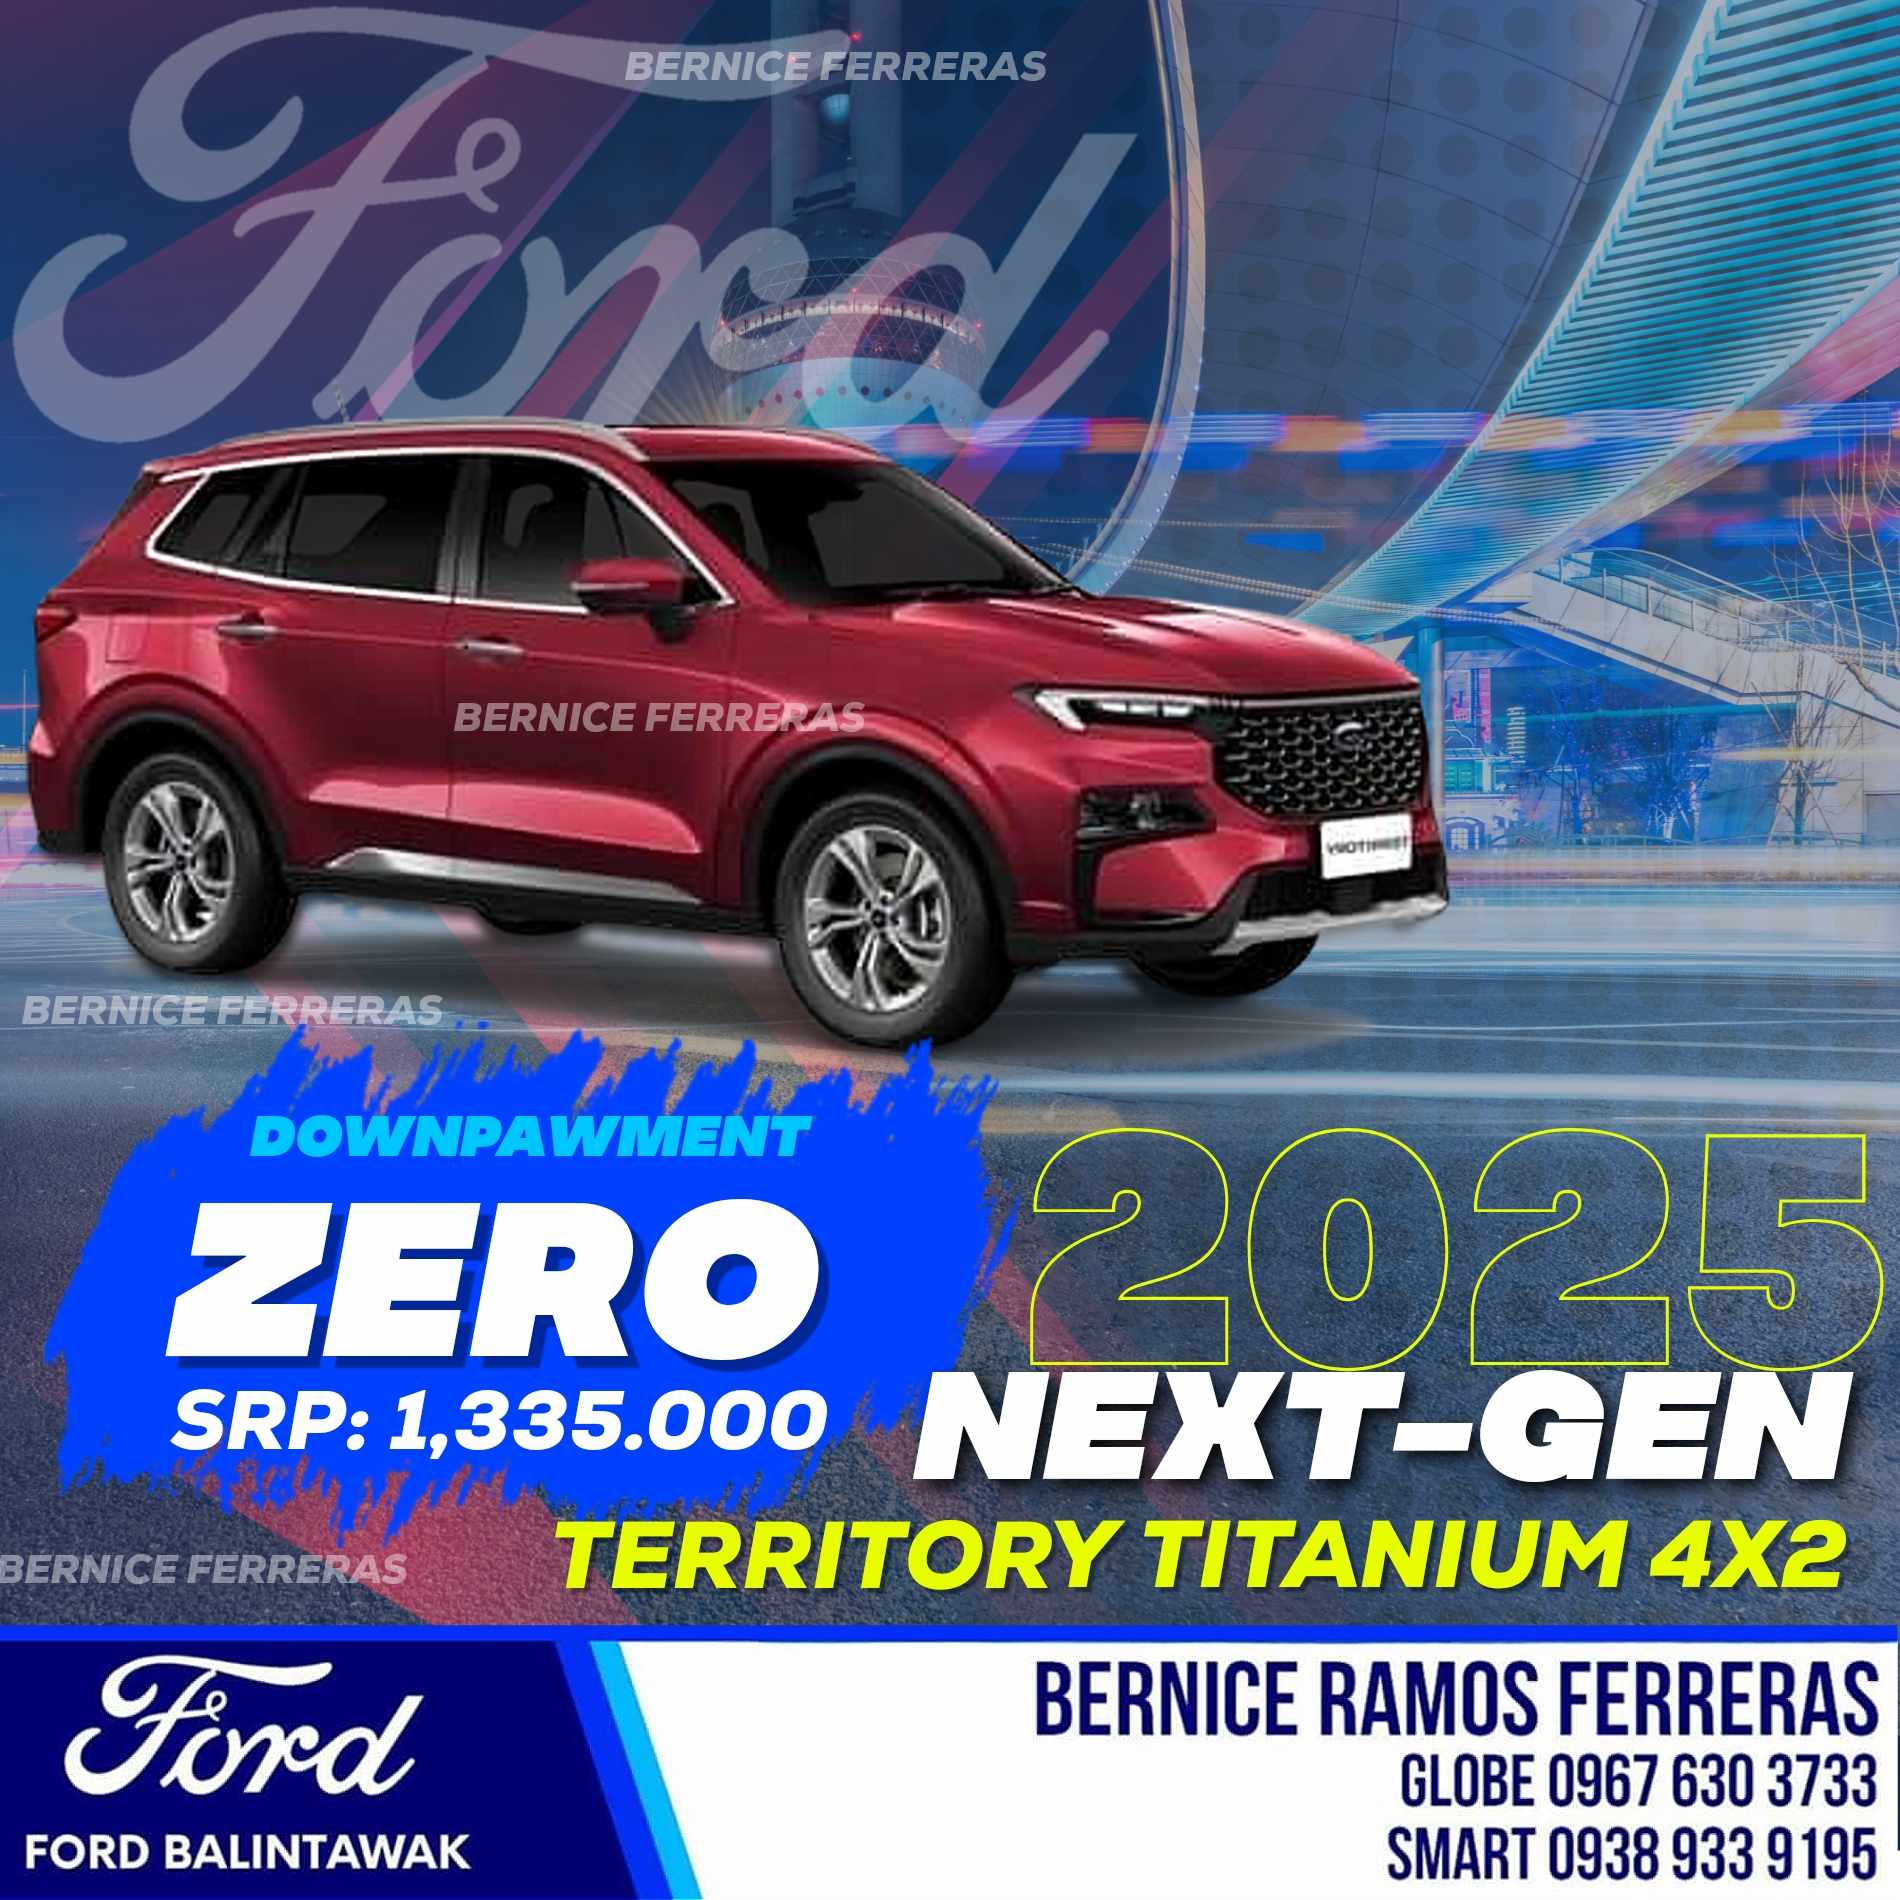 Ford
BERNICE FERRERAS
BERNICE FERRERAS
BERNICE FERRERAS
DOWNPAWMENT
ZERO
SRP: 1,335.000
2025
NEXT-GEN
TERRITORY TITANIUM 4X2
BERNICE FERRERAS
Ford
FORD BALINTAWAK
BERNICE RAMOS FERRERAS
GLOBE 0967 630 3733
SMART 0938 933 9195